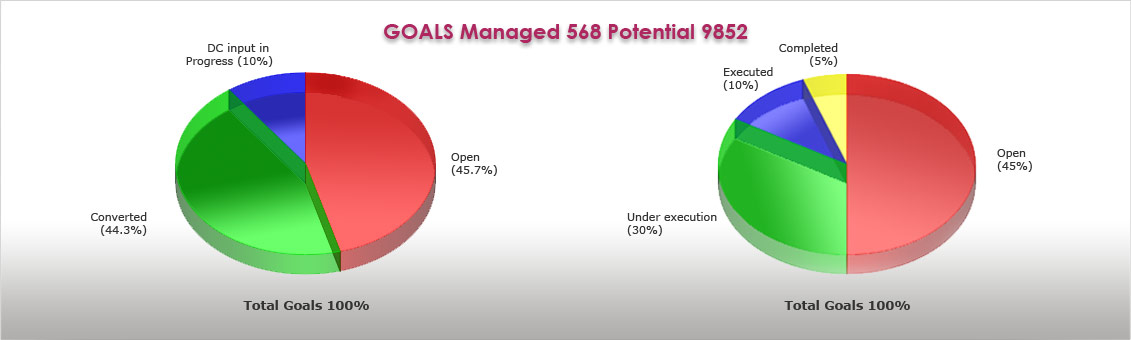 GOALS Managed 568 Potential 9852
DC input in
Progress (10%)
Open
(45.7%)
Converted
(44.3%)
Total Goals 100%
Completed
(5%)
Executed
(10%)
Open
(45%)
Under execution
(30%)
Total Goals 100%